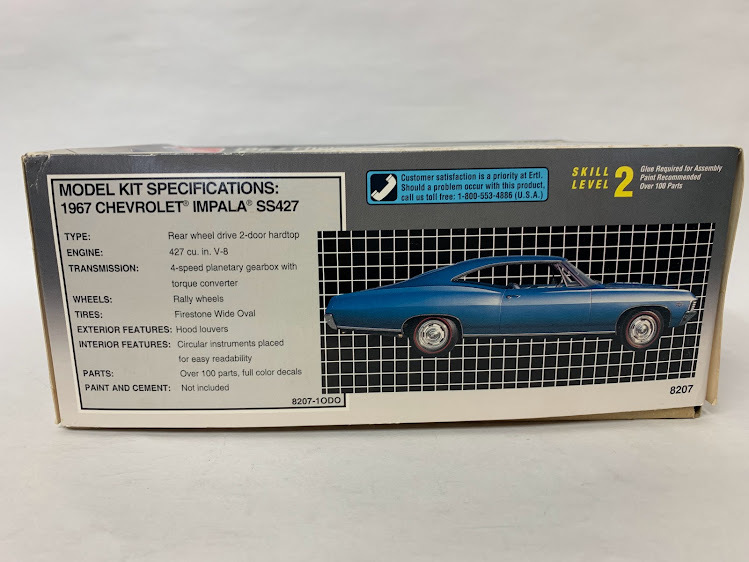 MODEL KIT SPECIFICATIONS:
1967 CHEVROLET® IMPALA® SS427
TYPE: Rear wheel drive 2-door hardtop
ENGINE: 427 cu. in. V-8
TRANSMISSION: 4-speed planetary gearbox with
torque converter
WHEELS: Rally wheels
TIRES: Firestone Wide Oval
EXTERIOR FEATURES: Hood louvers
INTERIOR FEATURES: Circular instruments placed
for easy readability
PARTS: Over 100 parts, full color decals
PAINT AND CEMENT: Not included
8207-1ODO
Customer satisfaction is a priority at Ertl.
Should a problem occur with this product,
call us toll free: 1-800-553-4886 (U.S.A.)
SKILL
LEVEL 2
Glue Required for Assembly
Paint Recommended
Over 100 Parts
8207